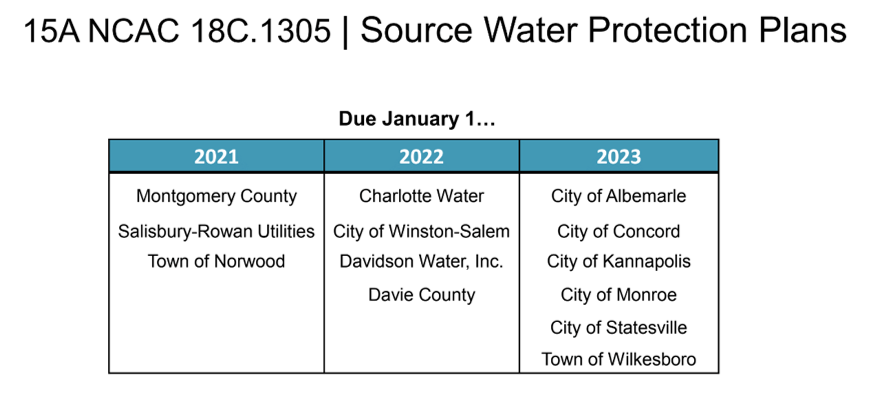 15A NCAC 18C.1305 | Source Water Protection Plans
Due January 1…
2021 2022 2023
Montgomery County Charlotte Water City of Albemarle
Salisbury-Rowan Utilities City of Winston-Salem City of Concord
Town of Norwood Davidson Water, Inc. City of Kannapolis
Davie County City of Monroe
City of Statesville
Town of Wilkesboro